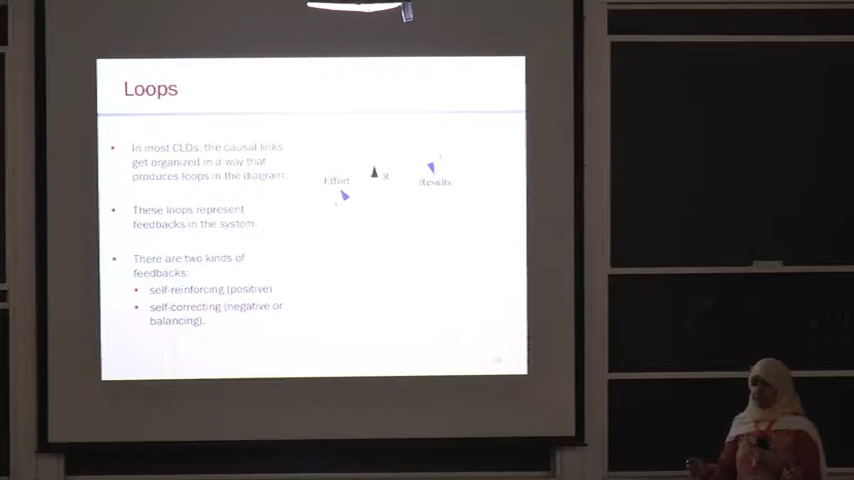 Loops
• In most CLDs, the causal links
get organized in a way that
produces loops in the diagram.
• These loops represent
feedbacks in the system.
• There are two kinds of
feedbacks:
• self-reinforcing (positive)
• self-correcting (negative or
balancing).
Effort
R
Results